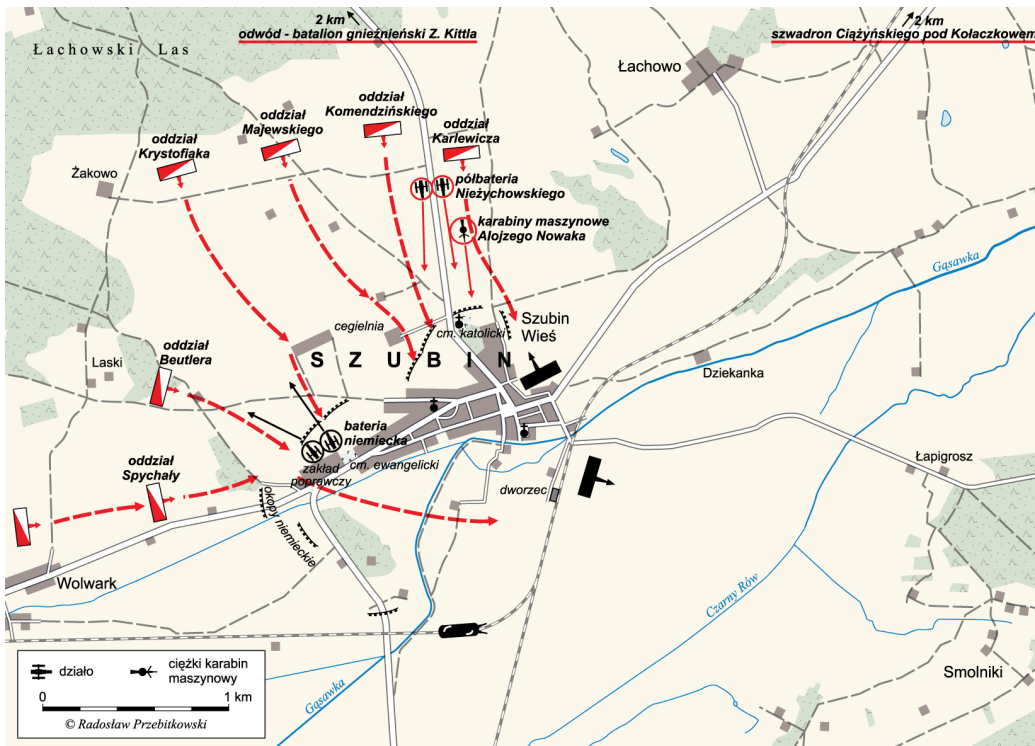 2 km
odwód - batalion gnieźnieński Z. Kittla
2 km
szwadron Ciążyńskiego pod Kołaczkowem
Łachowski Las
Łachowo
oddział
Komendzińskiego
oddział
Majewskiego
oddział
Karlewicza
oddział
Krystofiaka
Żakowo
półbateria
Nieżychowskiego
karabiny maszynowe
Alojzego Nowaka
Gąsawka
Szubin
Wieś
cegielnia
cm. katolicki
SZUBIN
oddział
Beutlera
Laski
Dziekanka
bateria
niemiecka
cm. ewangelicki
zakład
poprawczy
oddział
Spychały
okopy niemieckie
dworzec
Łapigrosz
Wolwark
Czarny Rów
Smolniki
Gąsawka
działo
ciężki karabin
maszynowy
0
1 km
© Radosław Przebitkowski